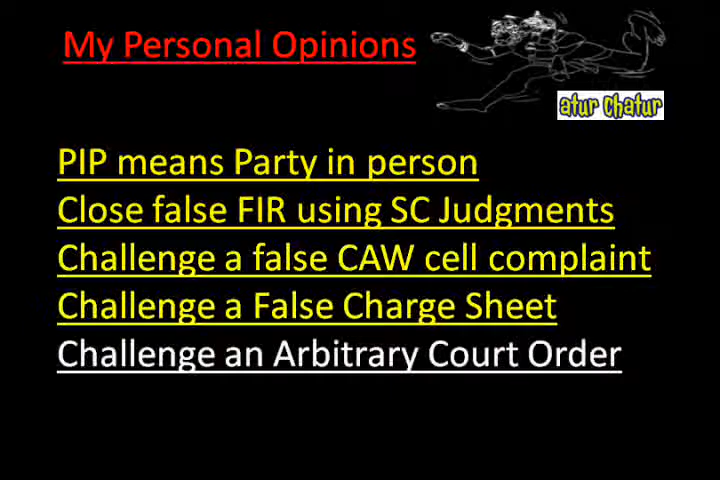 My Personal Opinions
atur chatur
PIP means Party in person
Close false FIR using SC Judgments
Challenge a false CAW cell complaint
Challenge a False Charge Sheet
Challenge an Arbitrary Court Order